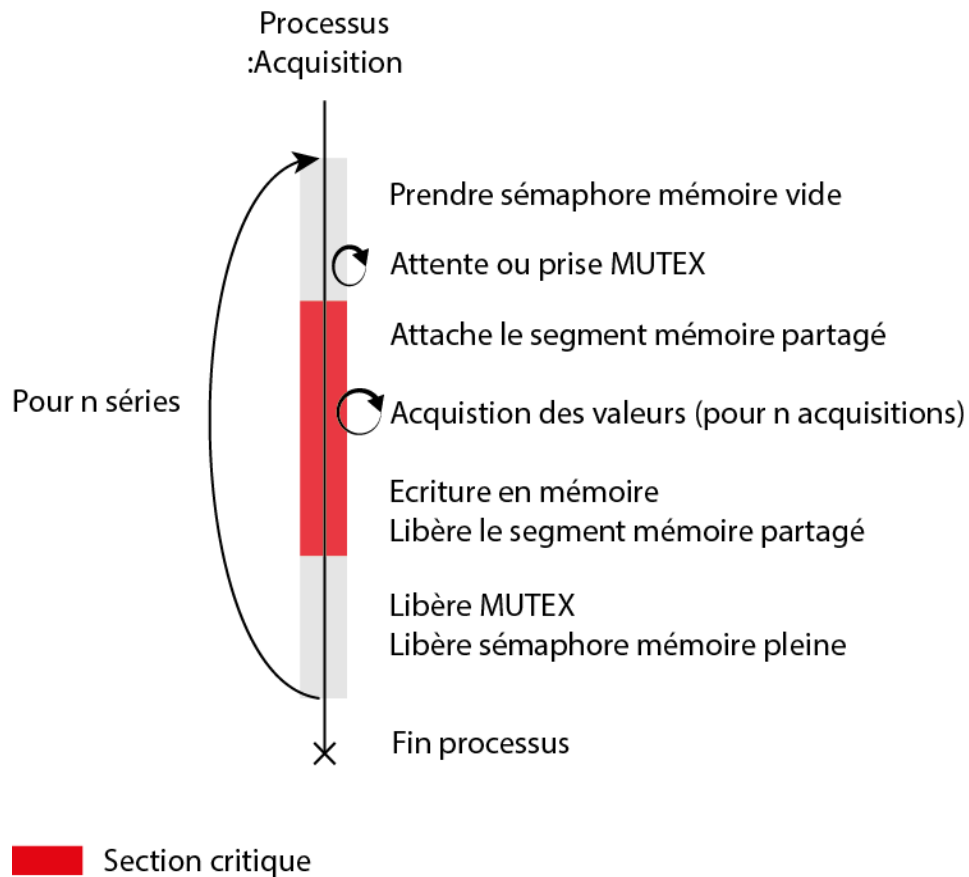 Processus
:Acquisition
Prendre sémaphore mémoire vide
Attente ou prise MUTEX
Attache le segment mémoire partagé
Pour n séries
Acquistion des valeurs (pour n acquisitions)
Ecriture en mémoire
Libère le segment mémoire partagé
Libère MUTEX
Libère sémaphore mémoire pleine
Fin processus
Section critique